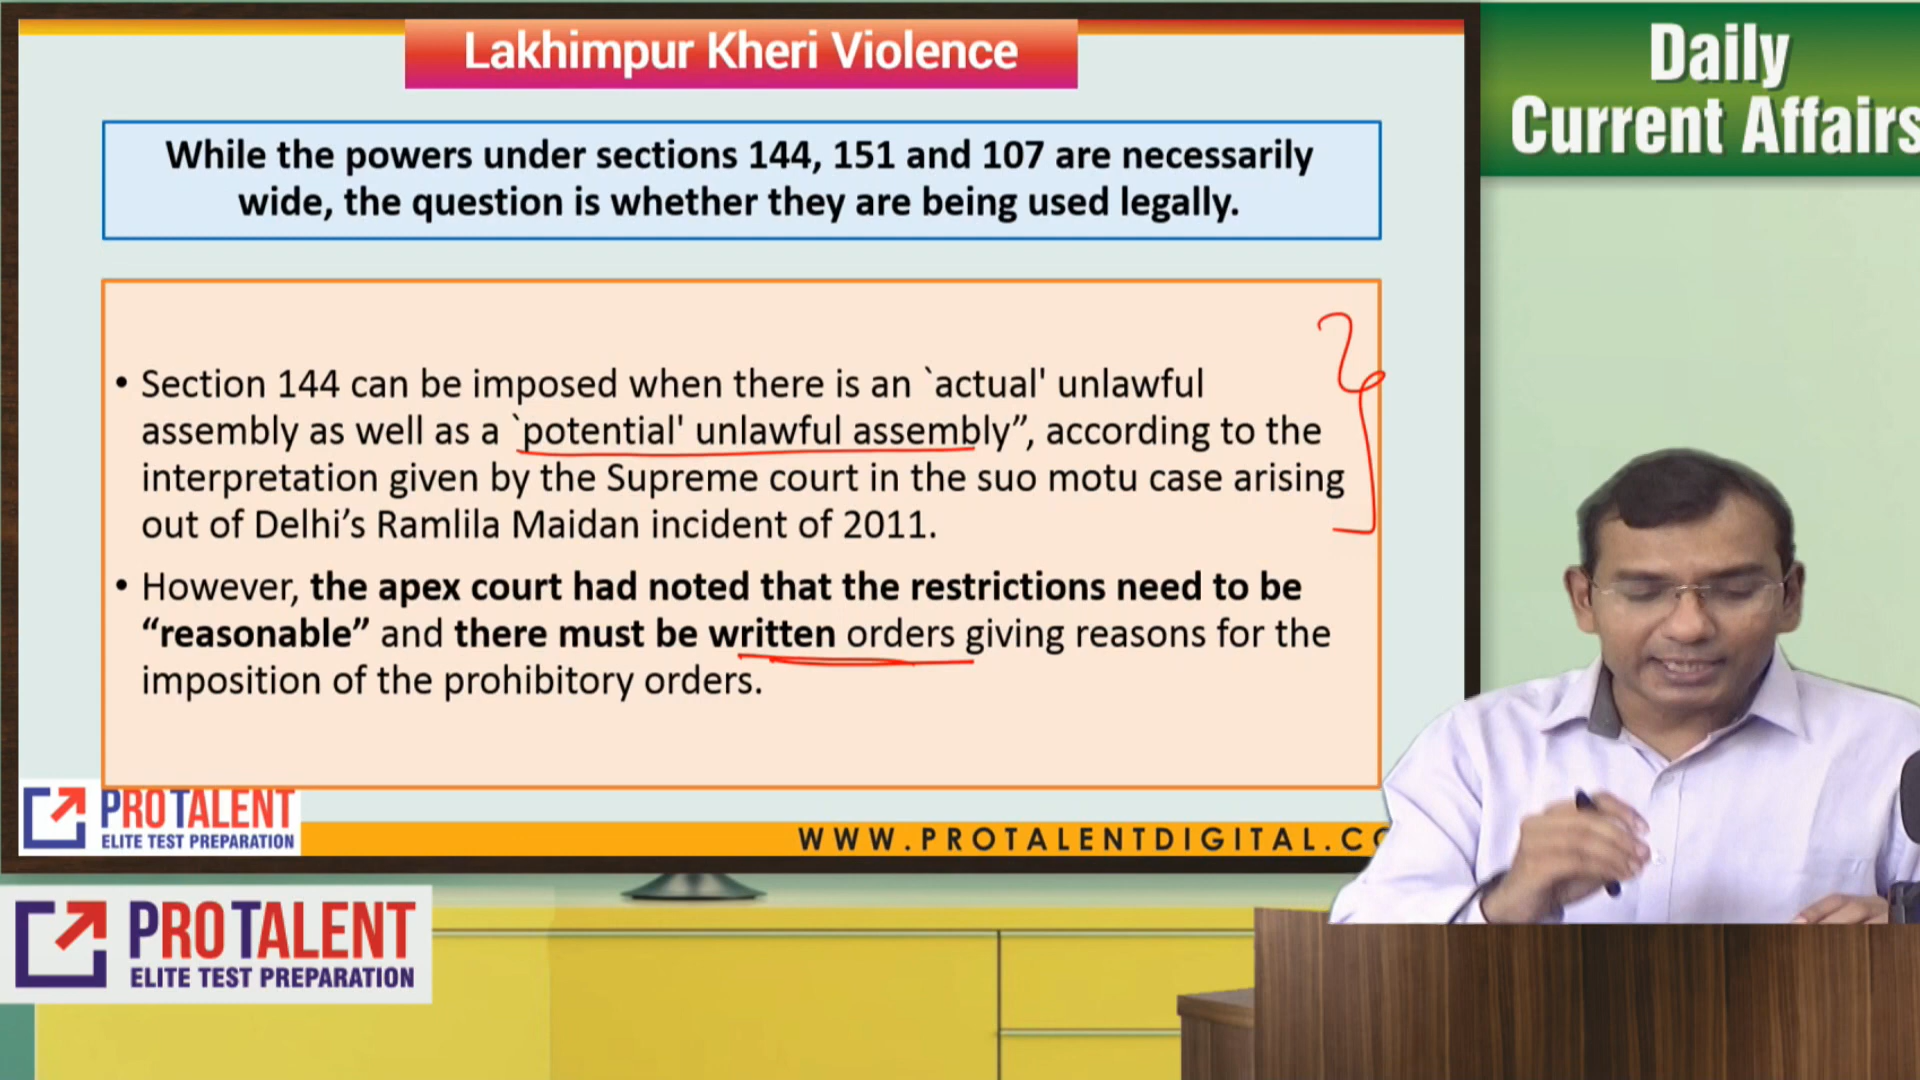 Lakhimpur Kheri Violence
Daily
Current Affairs
While the powers under sections 144, 151 and 107 are necessarily
wide, the question is whether they are being used legally.
• Section 144 can be imposed when there is an `actual' unlawful
assembly as well as a `potential' unlawful assembly”, according to the
interpretation given by the Supreme court in the suo motu case arising
out of Delhi’s Ramlila Maidan incident of 2011.
• However, the apex court had noted that the restrictions need to be
“reasonable” and there must be written orders giving reasons for the
imposition of the prohibitory orders.
PROTALENT
ELITE TEST PREPARATION
WWW.PROTALENTDIGITAL.CO
PROTALENT
ELITE TEST PREPARATION